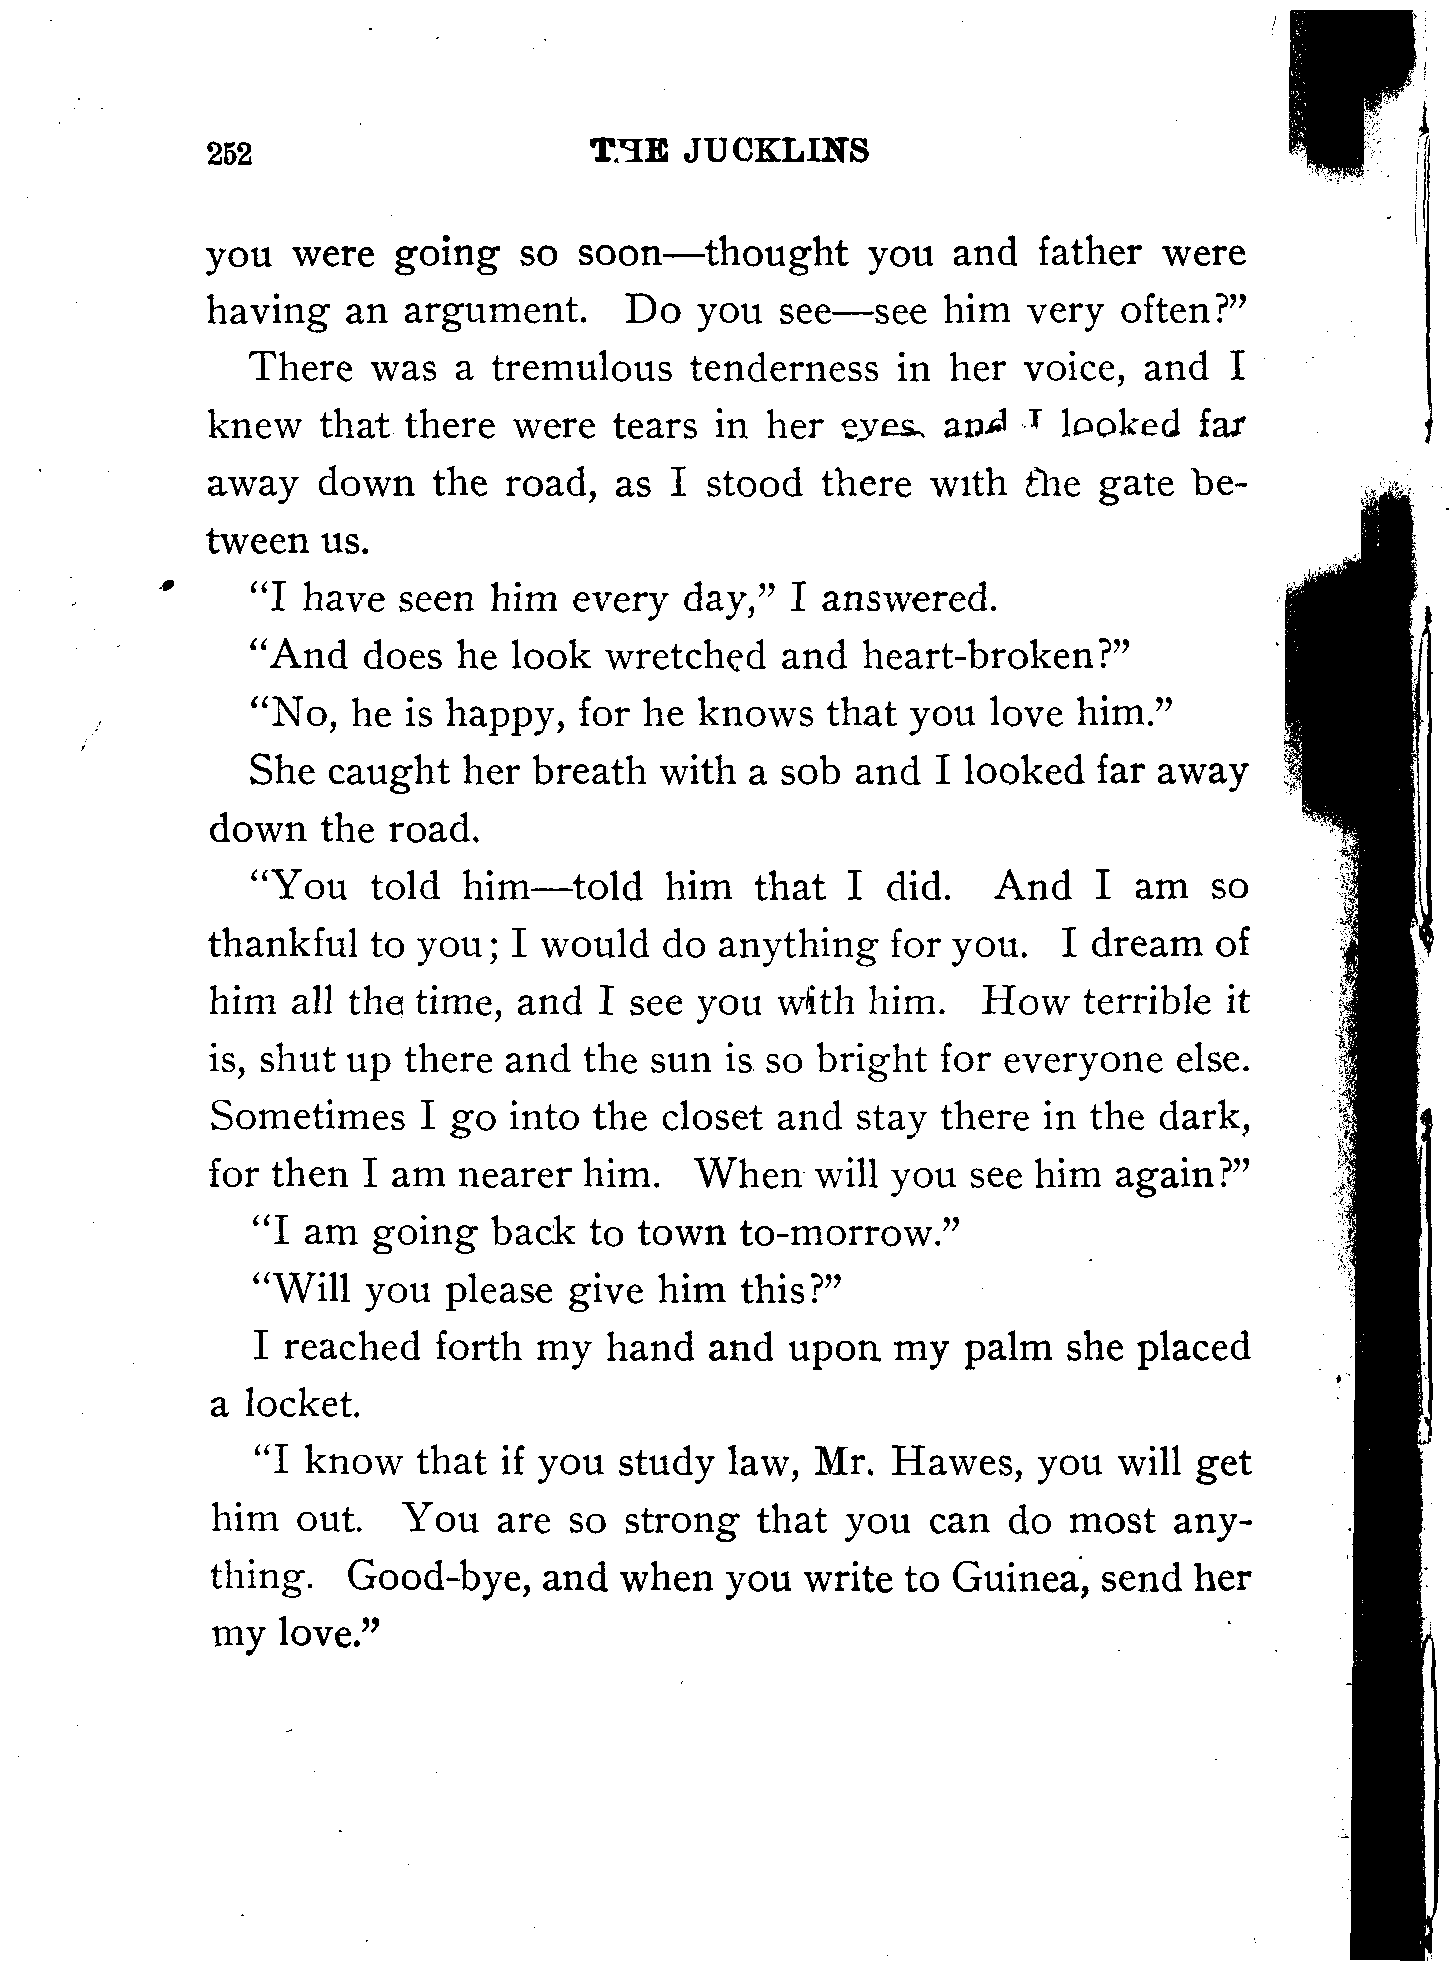 252 THE JUCKLINS
you were going so soon—thought you and father were
having an argument. Do you see—see him very often?”
There was a tremulous tenderness in her voice, and I
knew that there were tears in her eyes, and I looked far
away down the road, as I stood there with the gate be-
tween us.
“I have seen him every day,” I answered.
“And does he look wretched and heart-broken?”
“No, he is happy, for he knows that you love him.”
She caught her breath with a sob and I looked far away
down the road.
“You told him—told him that I did. And I am so
thankful to you; I would do anything for you. I dream of
him all the time, and I see you with him. How terrible it
is, shut up there and the sun is so bright for everyone else.
Sometimes I go into the closet and stay there in the dark,
for then I am nearer him. When will you see him again?”
“I am going back to town to-morrow.”
“Will you please give him this?”
I reached forth my hand and upon my palm she placed
a locket.
“I know that if you study law, Mr. Hawes, you will get
him out. You are so strong that you can do most any-
thing. Good-bye, and when you write to Guinea, send her
my love.”